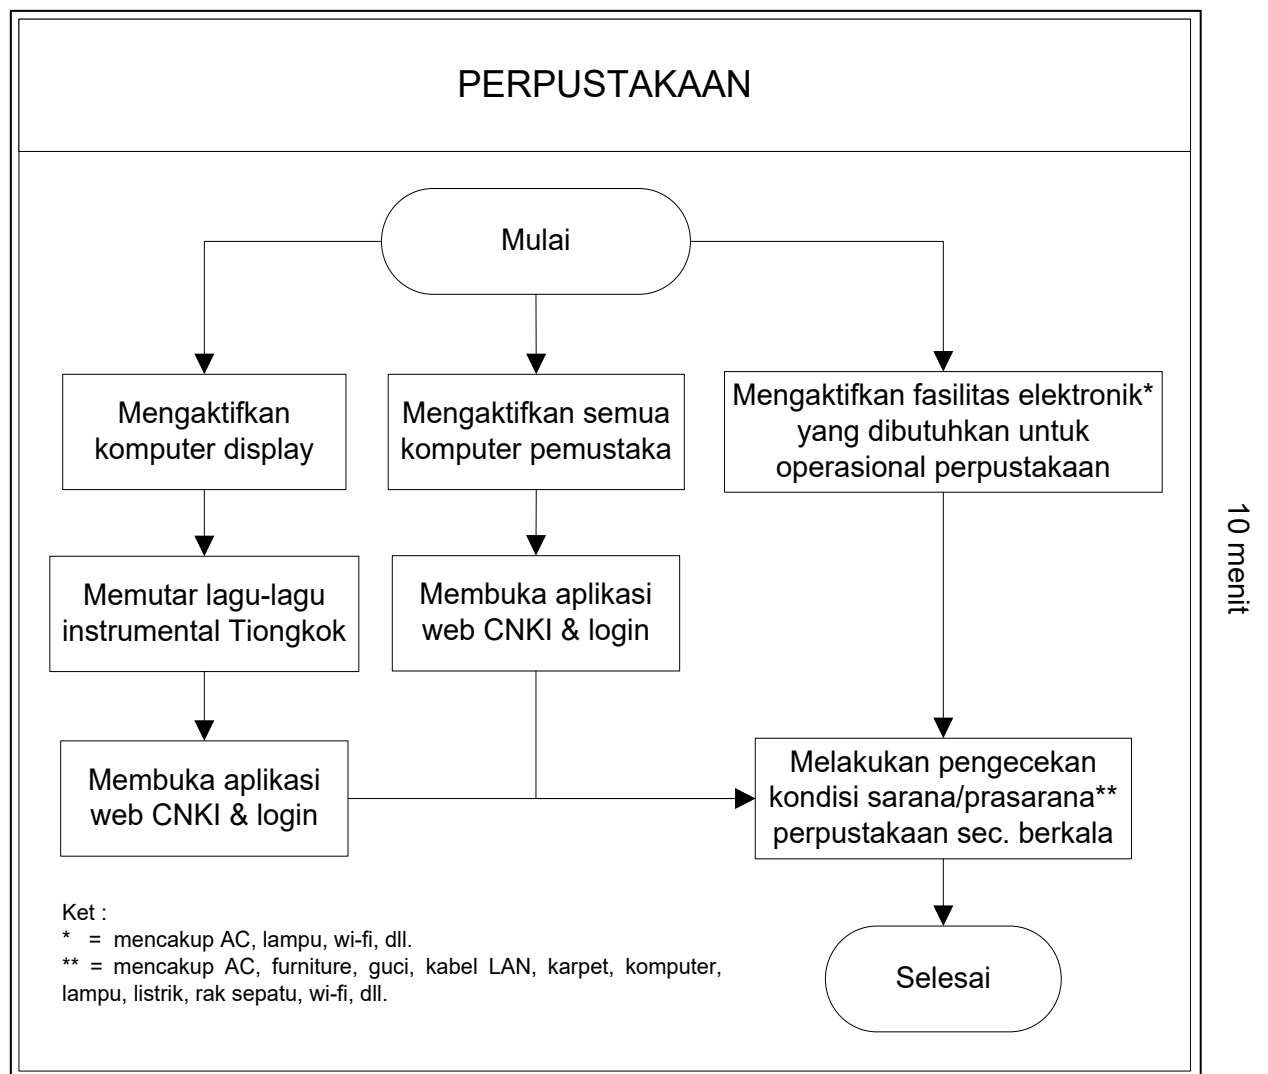 PERPUSTAKAAN
Mulai
Mengaktifkan
komputer display
Mengaktifkan semua
komputer pemustaka
Mengaktifkan fasilitas elektronik*
yang dibutuhkan untuk
operasional perpustakaan
Memutar lagu-lagu
instrumental Tiongkok
Membuka aplikasi
web CNKI & login
Membuka aplikasi
web CNKI & login
Melakukan pengecekan
kondisi sarana/prasarana**
perpustakaan sec. berkala
Selesai
Ket :
* = mencakup AC, lampu, wi-fi, dll.
** = mencakup AC, furniture, guci, kabel LAN, karpet, komputer,
lampu, listrik, rak sepatu, wi-fi, dll.
10 menit